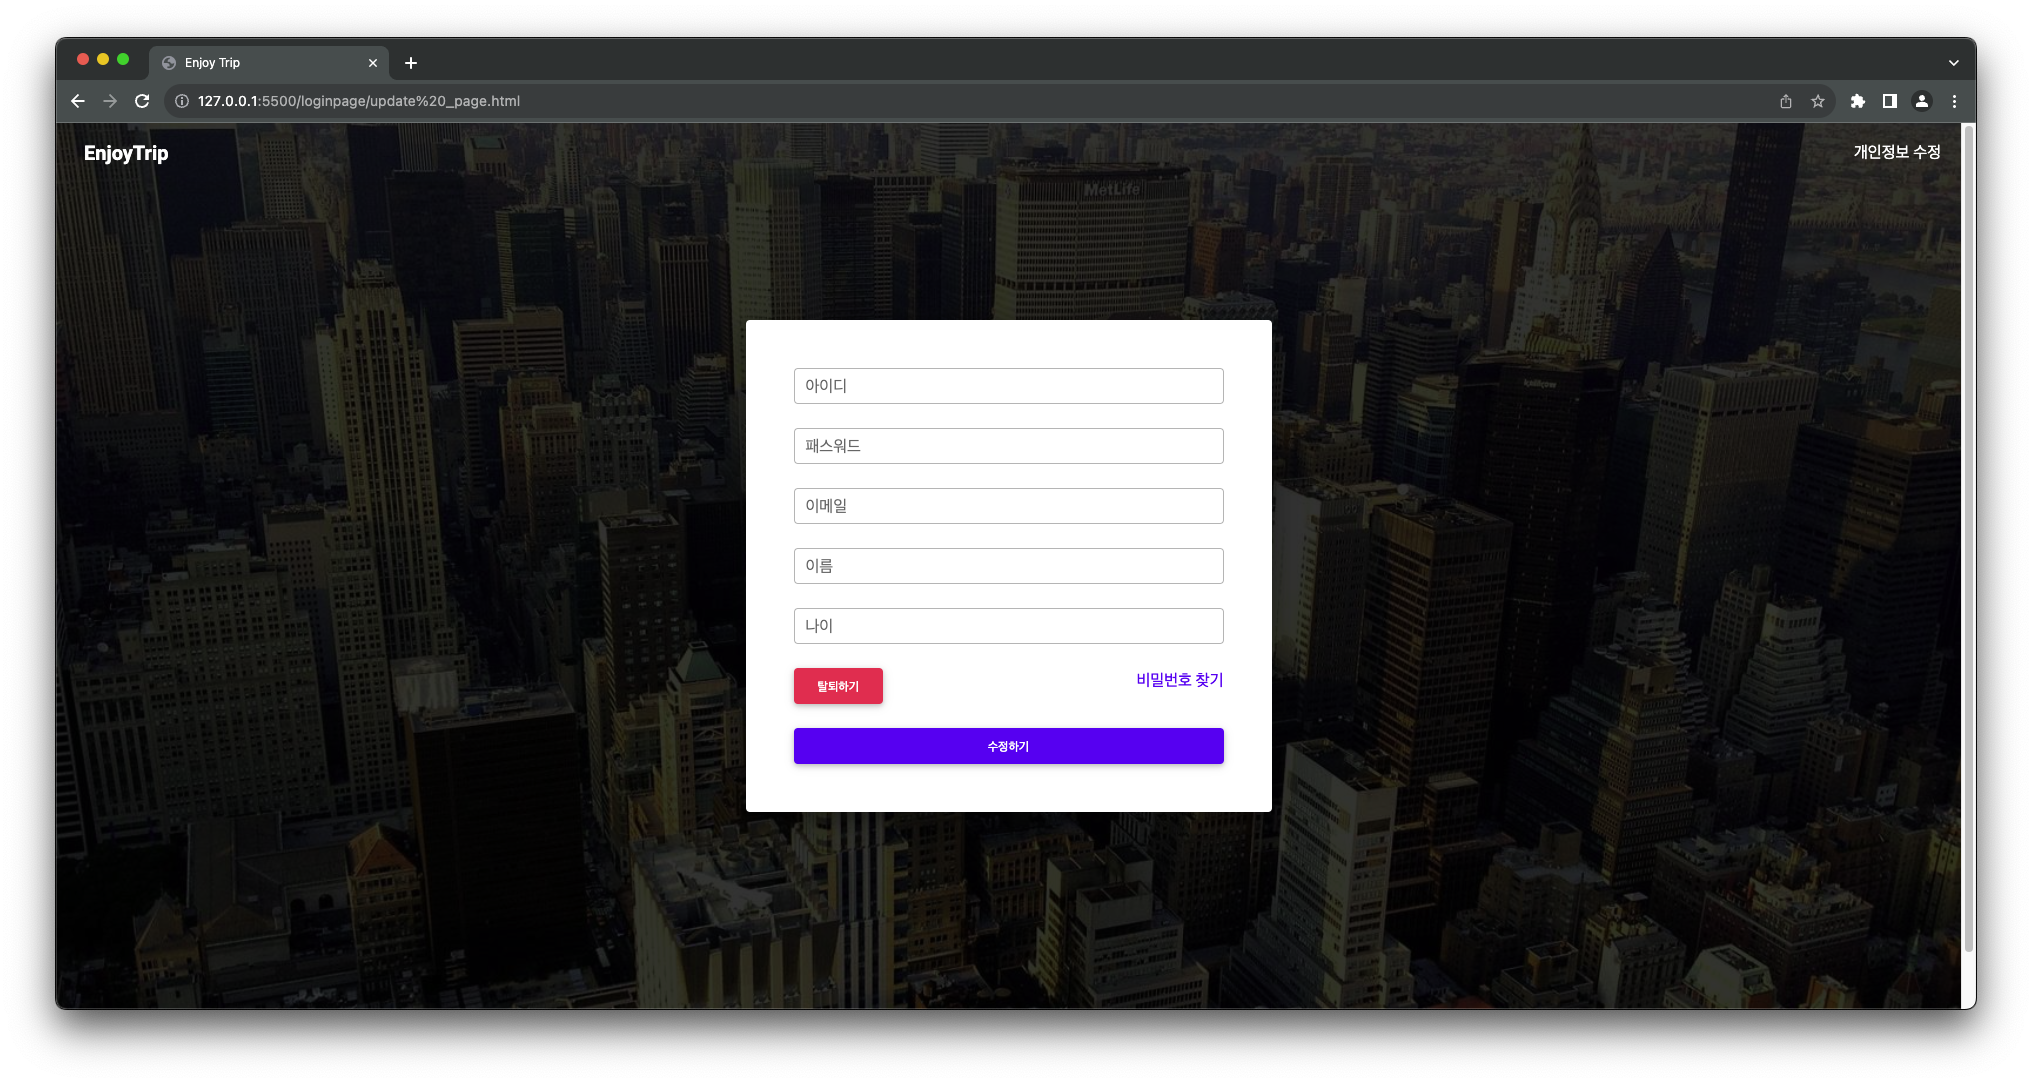 Enjoy Trip
127.0.0.1:5500/loginpage/update%20_page.html
EnjoyTrip
개인정보 수정
MetLife
아이디
패스워드
이메일
이름
나이
탈퇴하기
비밀번호 찾기
수정하기